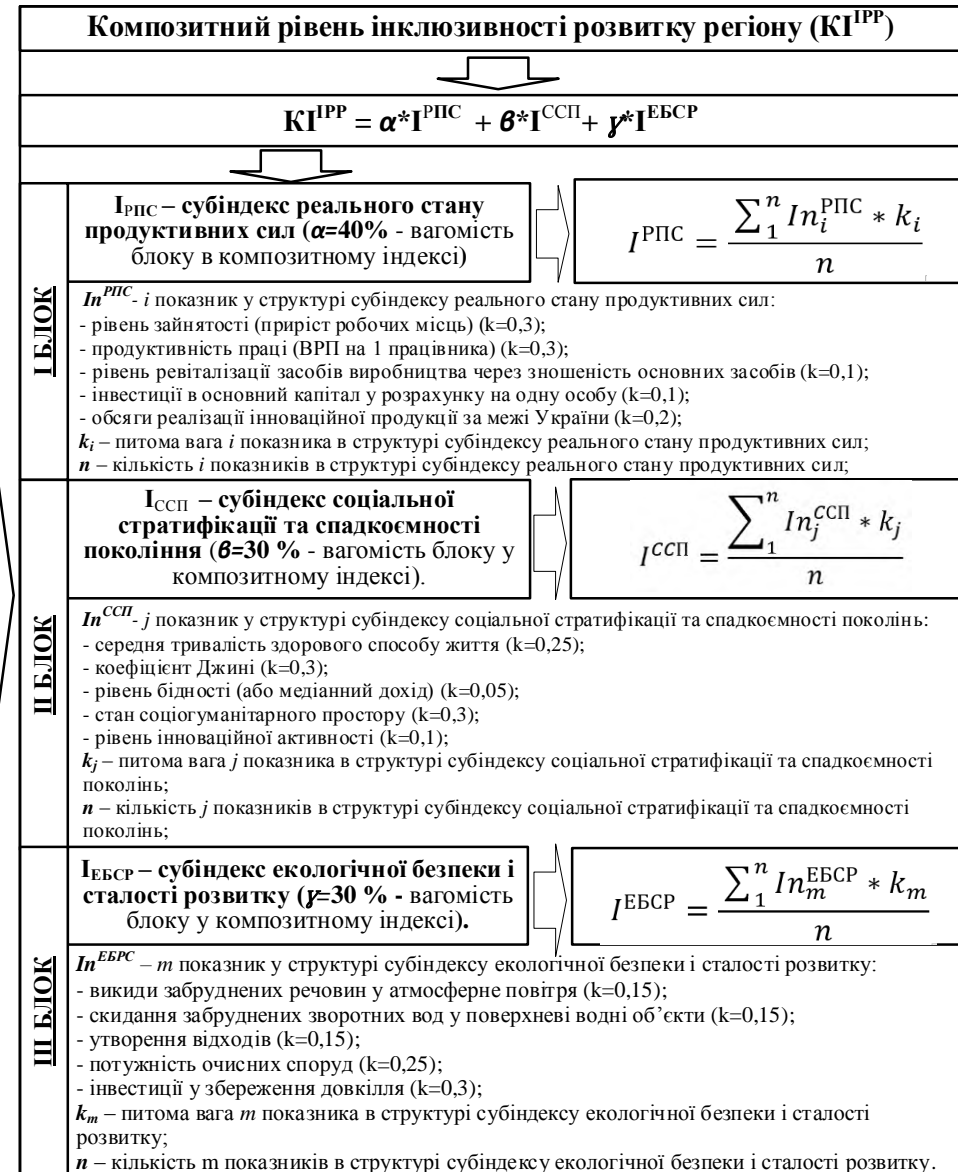 Композитний рівень інклюзивності розвитку регіону (КІ^ІРР)
КІ^ІРР = α*І^РПС + β*І^ССП+ γ*І^ЕБСР
І БЛОК
І_РПС – субіндекс реального стану
продуктивних сил (α=40% - вагомість
блоку в композитному індексі)
I^РПС = ∑_1^n In_i^РПС * k_i / n
In^РПС- i показник у структурі субіндексу реального стану продуктивних сил:
- рівень зайнятості (приріст робочих місць) (k=0,3);
- продуктивність праці (ВРП на 1 працівника) (k=0,3);
- рівень ревіталізації засобів виробництва через зношеність основних засобів (k=0,1);
- інвестиції в основний капітал у розрахунку на одну особу (k=0,1);
- обсяги реалізації інноваційної продукції за межі України (k=0,2);
k_i – питома вага i показника в структурі субіндексу реального стану продуктивних сил;
n – кількість i показників в структурі субіндексу реального стану продуктивних сил;
ІІ БЛОК
І_ССП – субіндекс соціальної
стратифікації та спадкоємності
покоління (β=30 % - вагомість блоку у
композитному індексі).
I^ССП = ∑_1^n In_j^ССП * k_j / n
In^ССП- j показник у структурі субіндексу соціальної стратифікації та спадкоємності поколінь:
- середня тривалість здорового способу життя (k=0,25);
- коефіцієнт Джині (k=0,3);
- рівень бідності (або медіанний дохід) (k=0,05);
- стан соціогуманітарного простору (k=0,3);
- рівень інноваційної активності (k=0,1);
k_j – питома вага j показника в структурі субіндексу соціальної стратифікації та спадкоємності
поколінь;
n – кількість j показників в структурі субіндексу соціальної стратифікації та спадкоємності
поколінь;
ІІІ БЛОК
І_ЕБСР – субіндекс екологічної безпеки і
сталості розвитку (γ=30 % - вагомість
блоку у композитному індексі).
I^ЕБСР = ∑_1^n In_m^ЕБСР * k_m / n
In^ЕБРС – m показник у структурі субіндексу екологічної безпеки і сталості розвитку:
- викиди забруднених речовин у атмосферне повітря (k=0,15);
- скидання забруднених зворотних вод у поверхневі водні об’єкти (k=0,15);
- утворення відходів (k=0,15);
- потужність очисних споруд (k=0,25);
- інвестиції у збереження довкілля (k=0,3);
k_m – питома вага m показника в структурі субіндексу екологічної безпеки і сталості
розвитку;
n – кількість m показників в структурі субіндексу екологічної безпеки і сталості розвитку.